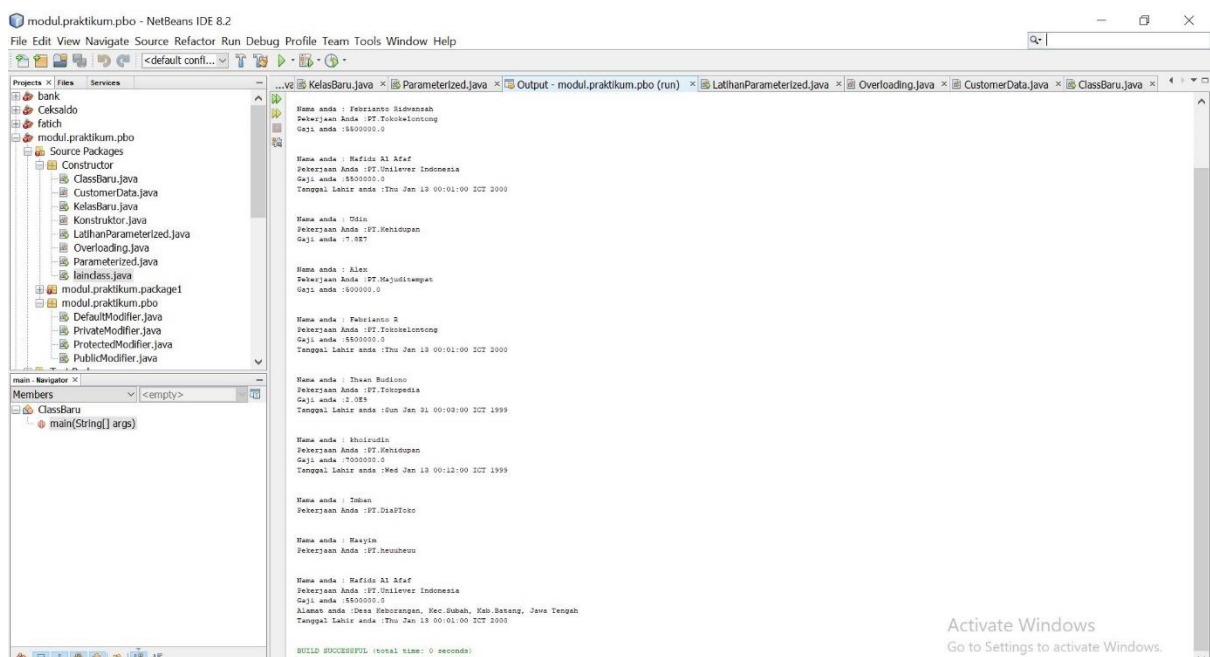 modul.praktikum.pbo - NetBeans IDE 8.2
File Edit View Navigate Source Refactor Run Debug Profile Team Tools Window Help
<default confi...
Projects Files Services
...va KelasBaru.java Parameterized.java Output - modul.praktikum.pbo (run) LatihanParameterized.java Overloading.java CustomerData.java ClassBaru.java
bank
Ceksaldo
fatich
modul.praktikum.pbo
Source Packages
Constructor
ClassBaru.java
CustomerData.java
KelasBaru.java
Konstruktor.java
LatihanParameterized.java
Overloading.java
Parameterized.java
lainclass.java
modul.praktikum.package1
modul.praktikum.pbo
DefaultModifier.java
PrivateModifier.java
ProtectedModifier.java
PublicModifier.java
main - Navigator
Members <empty>
ClassBaru
main(String[] args)
Nama anda : Febrianto Ridwansah
Pekerjaan Anda :PT.Tokokelontong
Gaji anda :5500000.0
Nama anda : Hafidz Al Afaf
Pekerjaan Anda :PT.Unilever Indonesia
Gaji anda :5500000.0
Tanggal Lahir anda :Thu Jan 13 00:01:00 ICT 2000
Nama anda : Udin
Pekerjaan Anda :PT.Kehidupan
Gaji anda :7.0E7
Nama anda : Alex
Pekerjaan Anda :PT.Majuditempat
Gaji anda :600000.0
Nama anda : Febrianto R
Pekerjaan Anda :PT.Tokokelontong
Gaji anda :5500000.0
Tanggal Lahir anda :Thu Jan 13 00:01:00 ICT 2000
Nama anda : Ihsan Budiono
Pekerjaan Anda :PT.Tokopedia
Gaji anda :2.0E9
Tanggal Lahir anda :Sun Jan 31 00:03:00 ICT 1999
Nama anda : khoirudin
Pekerjaan Anda :PT.Kehidupan
Gaji anda :7000000.0
Tanggal Lahir anda :Wed Jan 13 00:12:00 ICT 1999
Nama anda : Imban
Pekerjaan Anda :PT.DiaPToko
Nama anda : Hasyim
Pekerjaan Anda :PT.heuuheuu
Nama anda : Hafidz Al Afaf
Pekerjaan Anda :PT.Unilever Indonesia
Gaji anda :5500000.0
Alamat anda :Desa Keborangan, Kec.Subah, Kab.Batang, Jawa Tengah
Tanggal Lahir anda :Thu Jan 13 00:01:00 ICT 2000
BUILD SUCCESSFUL (total time: 0 seconds)
Activate Windows
Go to Settings to activate Windows.